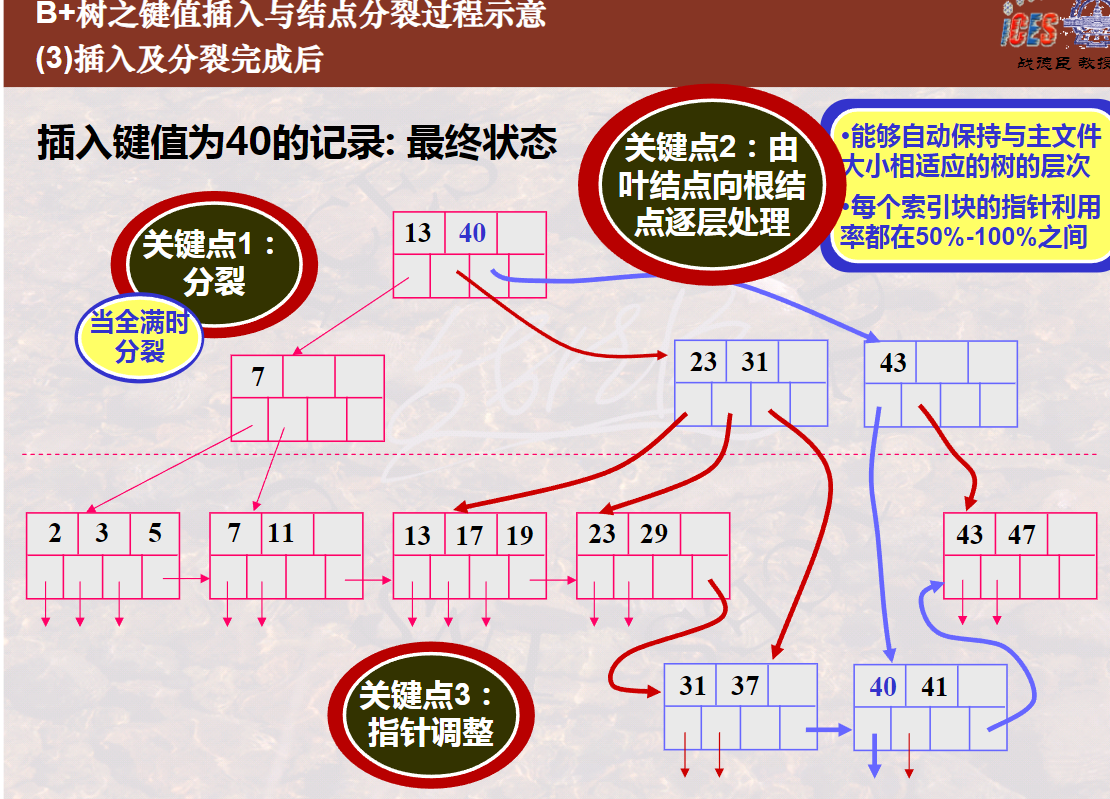 B+树之键值插入与结点分裂过程示意
(3)插入及分裂完成后
iCES
战德臣 教授
插入键值为40的记录: 最终状态
关键点2：由
叶结点向根结
点逐层处理
•能够自动保持与主文件
大小相适应的树的层次
•每个索引块的指针利用
率都在50%-100%之间
关键点1：
分裂
当全满时
分裂
13 40
7
23 31
43
2 3 5
7 11
13 17 19
23 29
43 47
31 37
40 41
关键点3：
指针调整